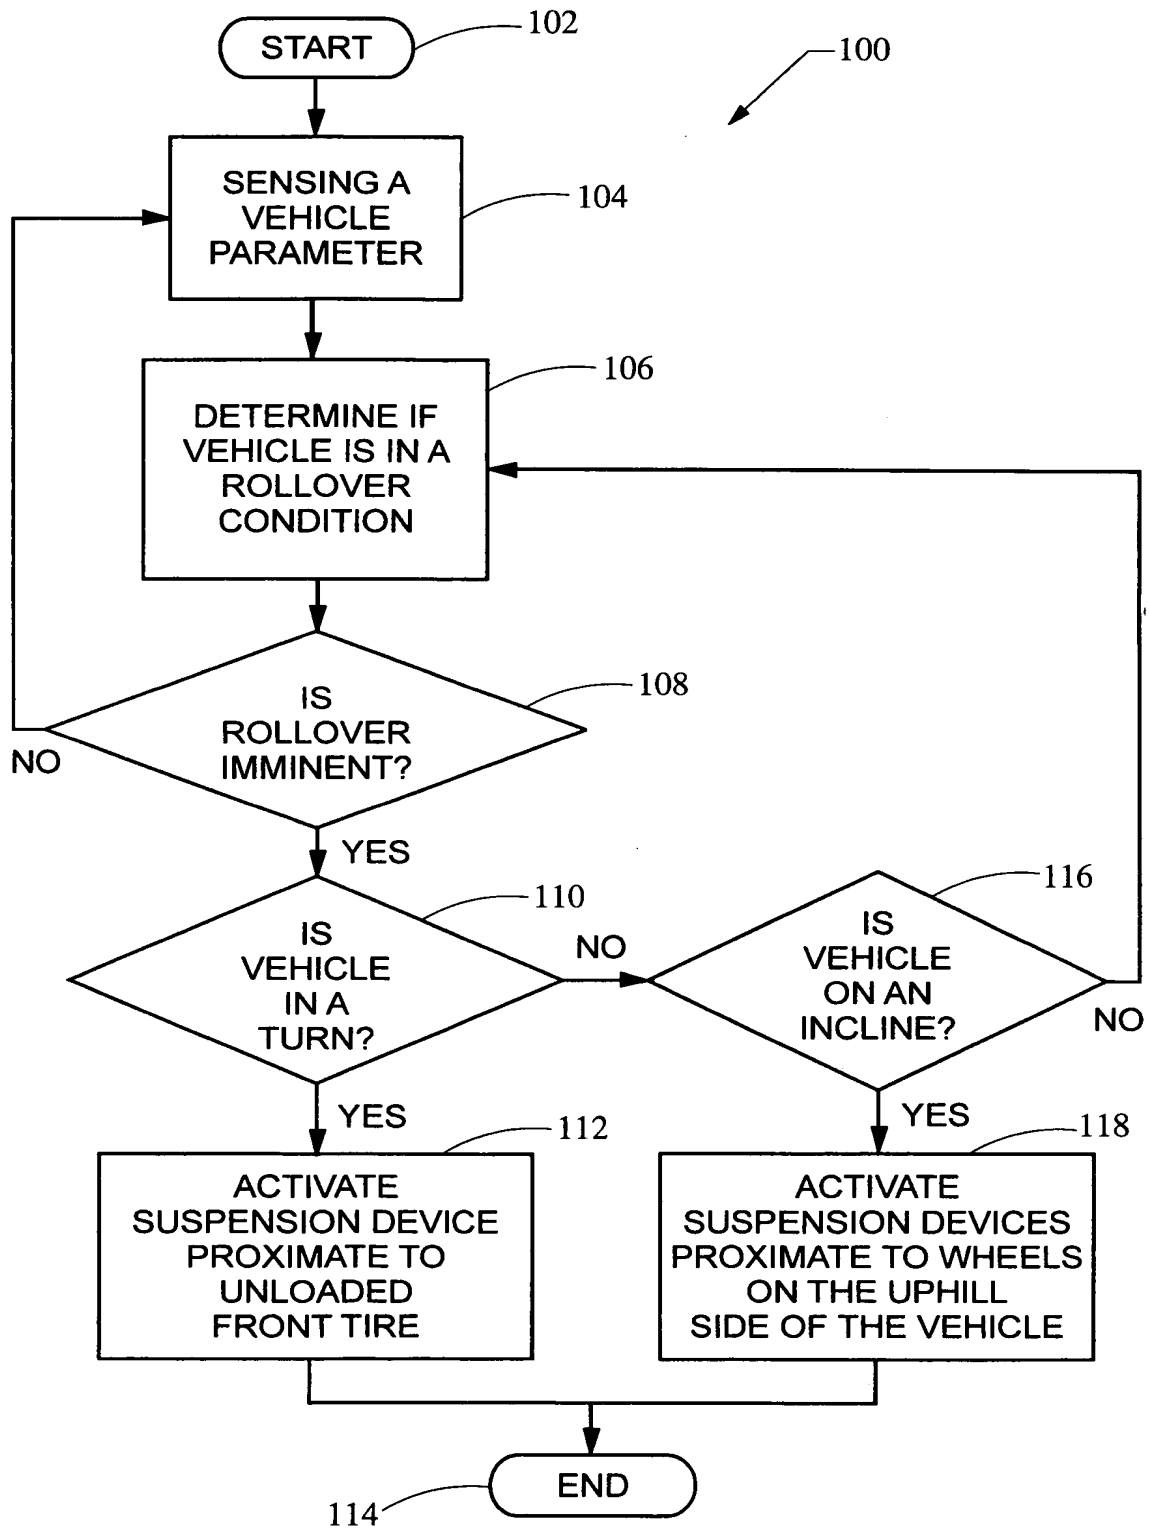 START
102
100
SENSING A
VEHICLE
PARAMETER
104
106
DETERMINE IF
VEHICLE IS IN A
ROLLOVER
CONDITION
108
IS
ROLLOVER
IMMINENT?
NO
YES
110
IS
VEHICLE
IN A
TURN?
NO
116
IS
VEHICLE
ON AN
INCLINE?
NO
YES
112
ACTIVATE
SUSPENSION DEVICE
PROXIMATE TO
UNLOADED
FRONT TIRE
YES
118
ACTIVATE
SUSPENSION DEVICES
PROXIMATE TO WHEELS
ON THE UPHILL
SIDE OF THE VEHICLE
END
114